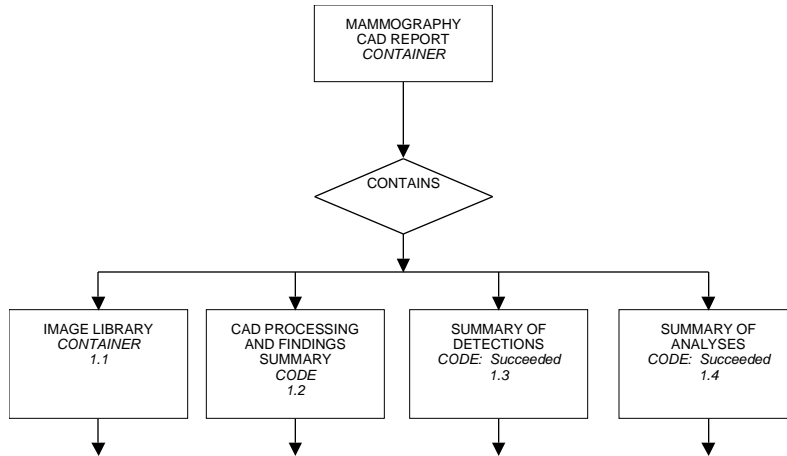 MAMMOGRAPHY
CAD REPORT
CONTAINER
CONTAINS
IMAGE LIBRARY
CONTAINER
1.1
CAD PROCESSING
AND FINDINGS
SUMMARY
CODE
1.2
SUMMARY OF
DETECTIONS
CODE: Succeeded
1.3
SUMMARY OF
ANALYSES
CODE: Succeeded
1.4